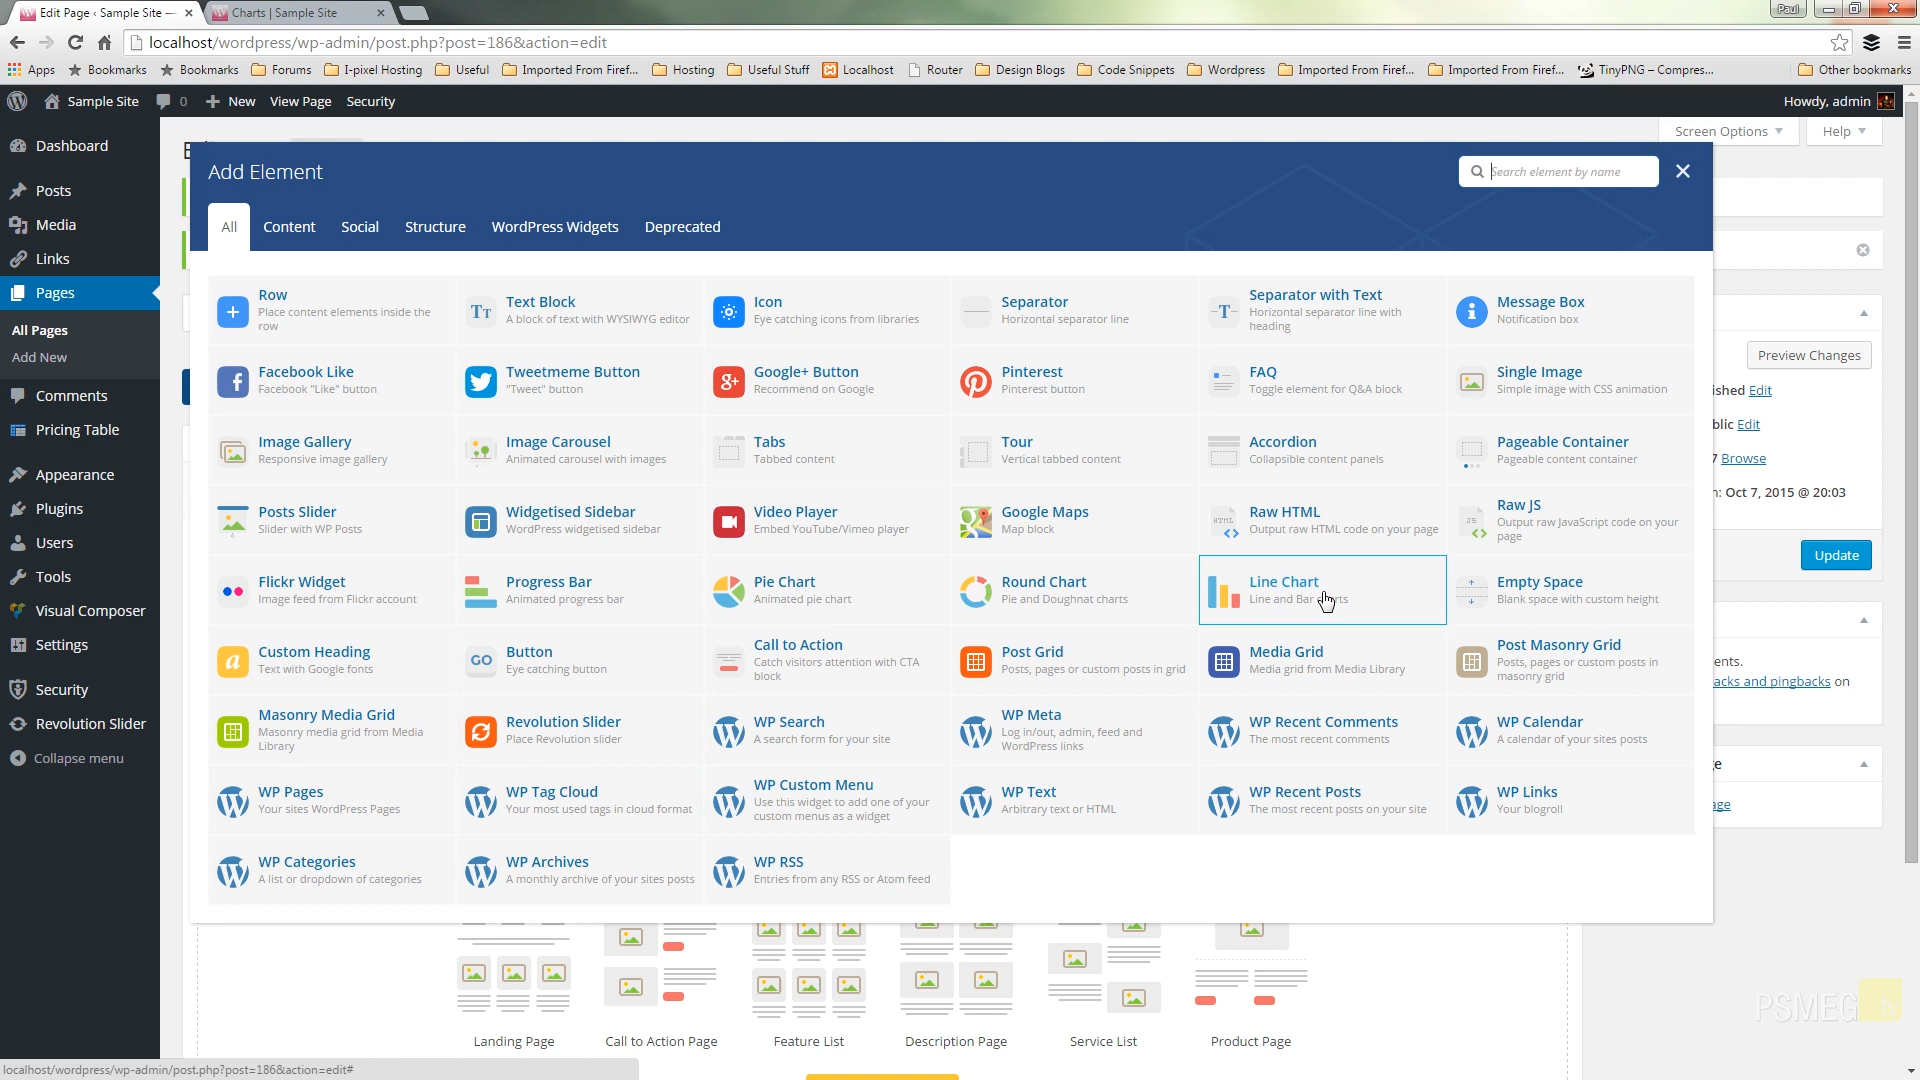 Edit Page ‹ Sample Site —
Charts | Sample Site
Paul
localhost/wordpress/wp-admin/post.php?post=186&action=edit
Apps
Bookmarks
Bookmarks
Forums
I-pixel Hosting
Useful
Imported From Firef...
Hosting
Useful Stuff
Localhost
Router
Design Blogs
Code Snippets
Wordpress
Imported From Firef...
Imported From Firef...
TinyPNG – Compres...
Other bookmarks
Sample Site
0
New
View Page
Security
Howdy, admin
Dashboard
Posts
Media
Links
Pages
All Pages
Add New
Comments
Pricing Table
Appearance
Plugins
Users
Tools
Visual Composer
Settings
Security
Revolution Slider
Collapse menu
Screen Options
Help
Add Element
Search element by name
All
Content
Social
Structure
WordPress Widgets
Deprecated
Row
Place content elements inside the
row
Text Block
A block of text with WYSIWYG editor
Icon
Eye catching icons from libraries
Separator
Horizontal separator line
Separator with Text
Horizontal separator line with
heading
Message Box
Notification box
Facebook Like
Facebook "Like" button
Tweetmeme Button
"Tweet" button
Google+ Button
Recommend on Google
Pinterest
Pinterest button
FAQ
Toggle element for Q&A block
Single Image
Simple image with CSS animation
Image Gallery
Responsive image gallery
Image Carousel
Animated carousel with images
Tabs
Tabbed content
Tour
Vertical tabbed content
Accordion
Collapsible content panels
Pageable Container
Pageable content container
Posts Slider
Slider with WP Posts
Widgetised Sidebar
WordPress widgetised sidebar
Video Player
Embed YouTube/Vimeo player
Google Maps
Map block
Raw HTML
Output raw HTML code on your page
Raw JS
Output raw JavaScript code on your
page
Flickr Widget
Image feed from Flickr account
Progress Bar
Animated progress bar
Pie Chart
Animated pie chart
Round Chart
Pie and Doughnat charts
Line Chart
Line and Bar charts
Empty Space
Blank space with custom height
Custom Heading
Text with Google fonts
GO
Button
Eye catching button
Call to Action
Catch visitors attention with CTA
block
Post Grid
Posts, pages or custom posts in grid
Media Grid
Media grid from Media Library
Post Masonry Grid
Posts, pages or custom posts in
masonry grid
Masonry Media Grid
Masonry media grid from Media
Library
Revolution Slider
Place Revolution slider
WP Search
A search form for your site
WP Meta
Log in/out, admin, feed and
WordPress links
WP Recent Comments
The most recent comments
WP Calendar
A calendar of your sites posts
WP Pages
Your sites WordPress Pages
WP Tag Cloud
Your most used tags in cloud format
WP Custom Menu
Use this widget to add one of your
custom menus as a widget
WP Text
Arbitrary text or HTML
WP Recent Posts
The most recent posts on your site
WP Links
Your blogroll
WP Categories
A list or dropdown of categories
WP Archives
A monthly archive of your sites posts
WP RSS
Entries from any RSS or Atom feed
Preview Changes
ished Edit
blic Edit
7 Browse
n: Oct 7, 2015 @ 20:03
Update
ents.
acks and pingbacks on
ge
age
Landing Page
Call to Action Page
Feature List
Description Page
Service List
Product Page
PSMEG tv
localhost/wordpress/wp-admin/post.php?post=186&action=edit#